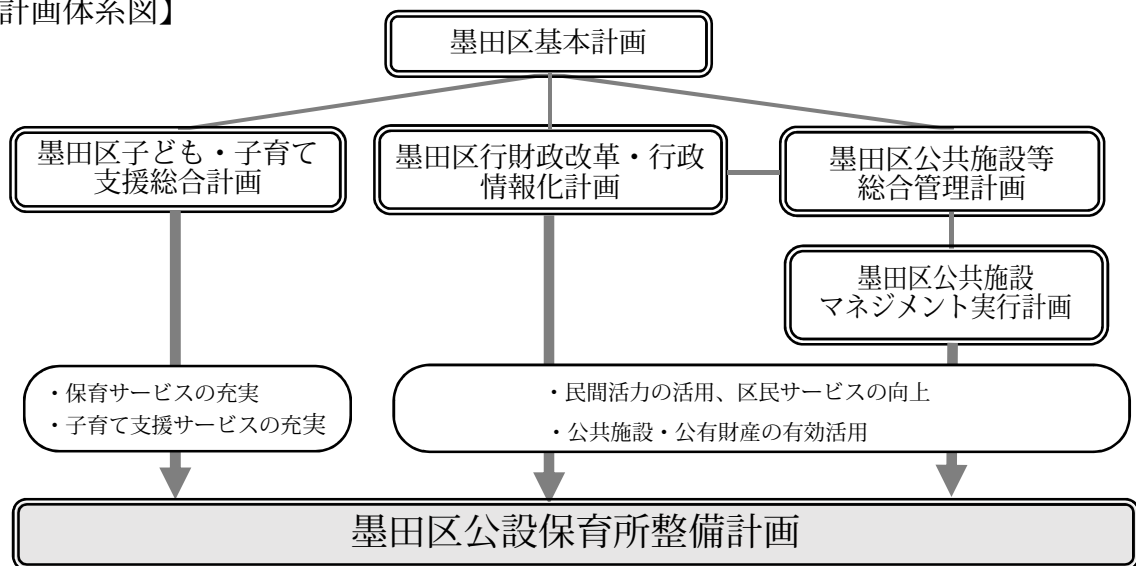 計画体系図】
墨田区基本計画
墨田区子ども・子育て
支援総合計画
墨田区行財政改革・行政
情報化計画
墨田区公共施設等
総合管理計画
墨田区公共施設
マネジメント実行計画
・保育サービスの充実
・子育て支援サービスの充実
・民間活力の活用、区民サービスの向上
・公共施設・公有財産の有効活用
墨田区公設保育所整備計画